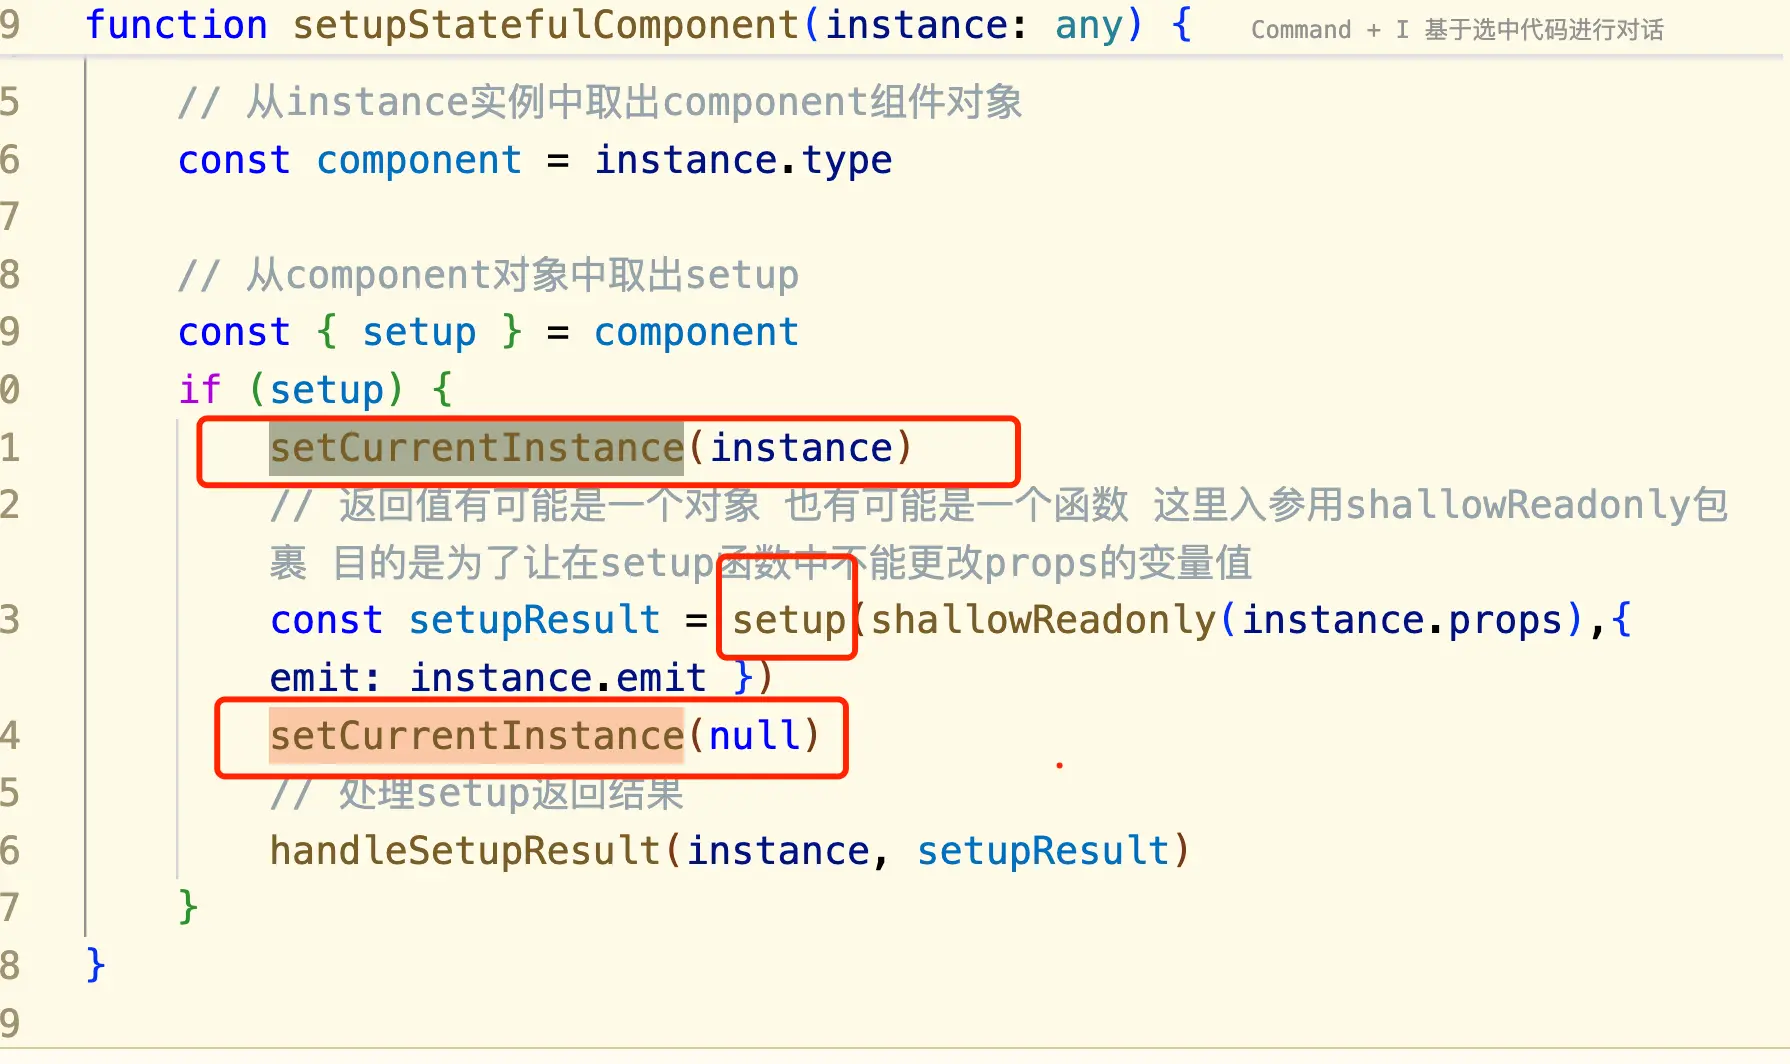 9 function setupStatefulComponent(instance: any) { Command + I 基于选中代码进行对话
5 // 从instance实例中取出component组件对象
6 const component = instance.type
7
8 // 从component对象中取出setup
9 const { setup } = component
0 if (setup) {
1 setCurrentInstance(instance)
2 // 返回值有可能是一个对象 也有可能是一个函数 这里入参用shallowReadonly包
裹 目的是为了让在setup函数中不能更改props的变量值
3 const setupResult = setup(shallowReadonly(instance.props),{
emit: instance.emit })
4 setCurrentInstance(null)
5 // 处理setup返回结果
6 handleSetupResult(instance, setupResult)
7 }
8 }
9